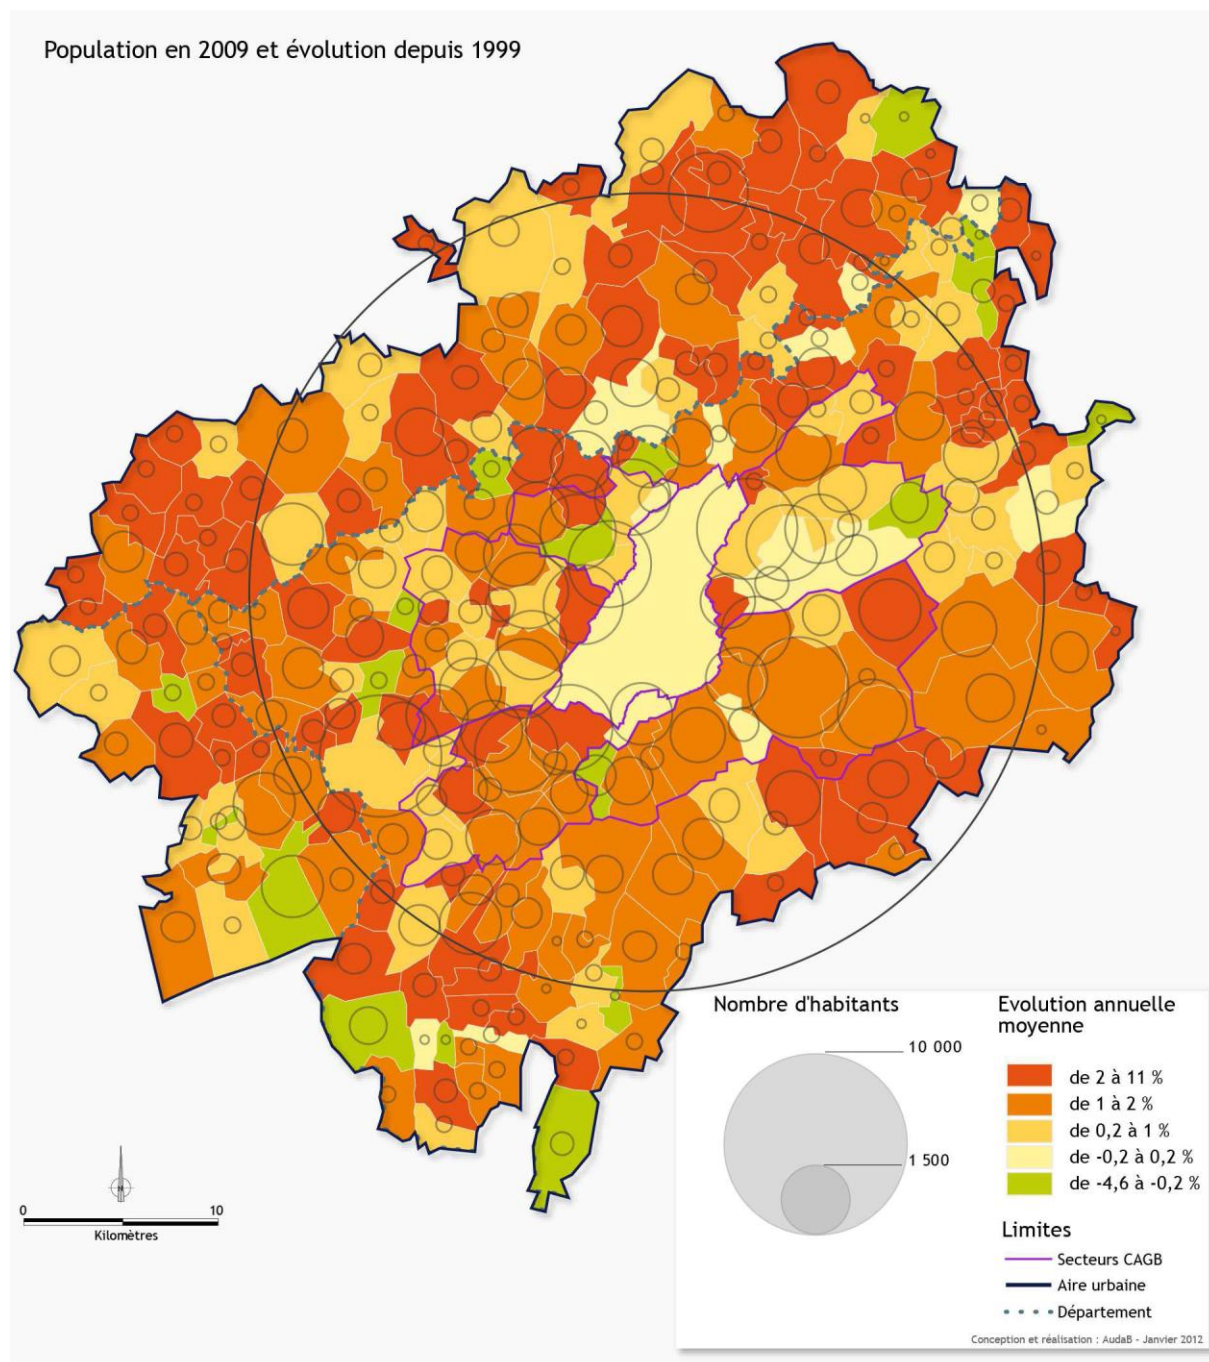 Population en 2009 et évolution depuis 1999
Nombre d'habitants
10 000
1 500
Evolution annuelle
moyenne
de 2 à 11 %
de 1 à 2 %
de 0,2 à 1 %
de -0,2 à 0,2 %
de -4,6 à -0,2 %
Limites
Secteurs CAGB
Aire urbaine
Département
Conception et réalisation : AudaB - Janvier 2012
N
0
10
Kilomètres